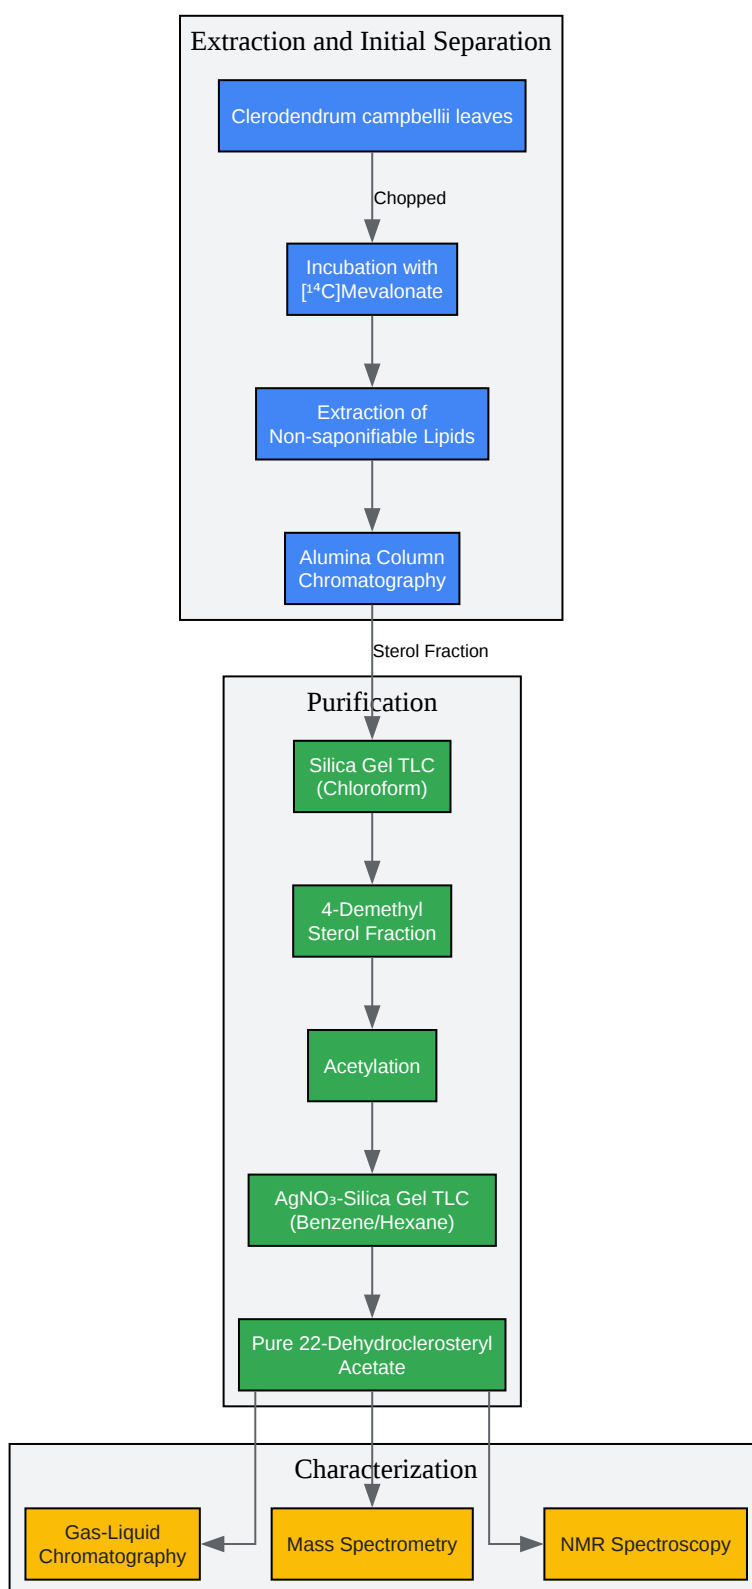 Extraction and Initial Separation
Clerodendrum campbellii leaves
Chopped
Incubation with
[¹⁴C]Mevalonate
Extraction of
Non-saponifiable Lipids
Alumina Column
Chromatography
Sterol Fraction
Purification
Silica Gel TLC
(Chloroform)
4-Demethyl
Sterol Fraction
Acetylation
AgNO₃-Silica Gel TLC
(Benzene/Hexane)
Pure 22-Dehydroclerosteryl
Acetate
Characterization
Gas-Liquid
Chromatography
Mass Spectrometry
NMR Spectroscopy